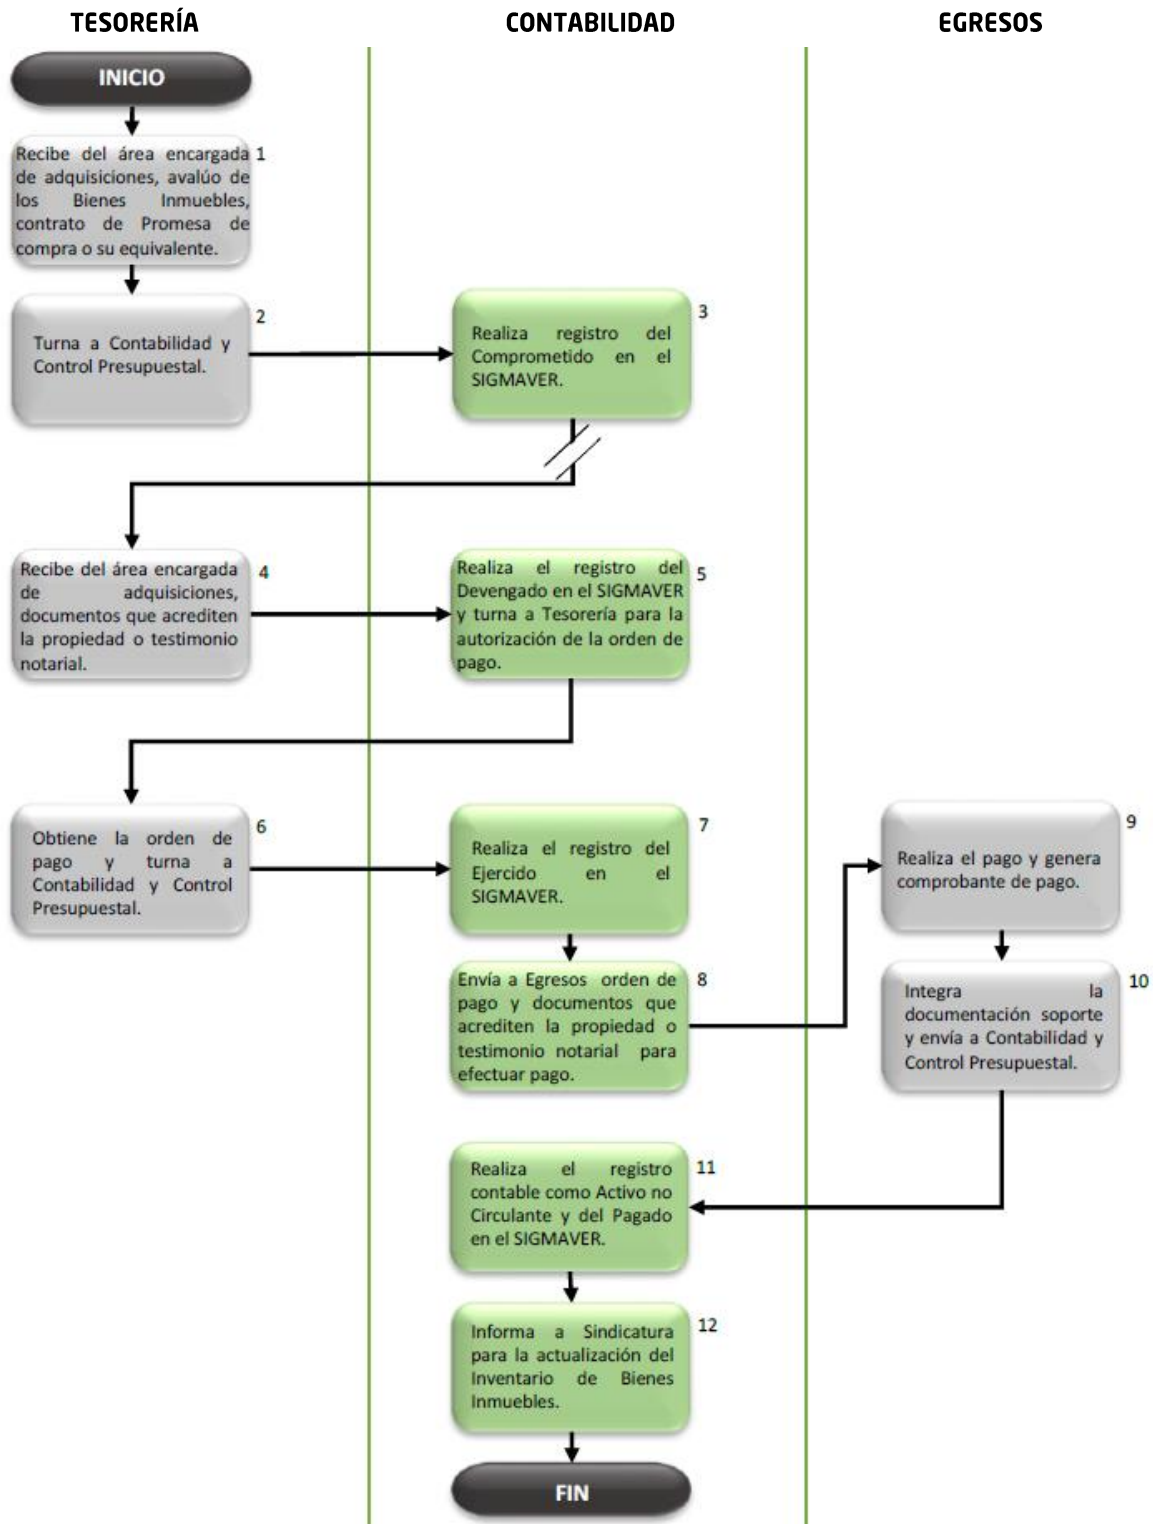 TESORERÍA
CONTABILIDAD
EGRESOS
INICIO
Recibe del área encargada
de adquisiciones, avalúo de
los Bienes Inmuebles,
contrato de Promesa de
compra o su equivalente.
1
Turna a Contabilidad y
Control Presupuestal.
2
Realiza registro del
Comprometido en el
SIGMAVER.
3
Recibe del área encargada
de adquisiciones,
documentos que acrediten
la propiedad o testimonio
notarial.
4
Realiza el registro del
Devengado en el SIGMAVER
y turna a Tesorería para la
autorización de la orden de
pago.
5
Obtiene la orden de
pago y turna a
Contabilidad y Control
Presupuestal.
6
Realiza el registro del
Ejercido en el
SIGMAVER.
7
Envía a Egresos orden de
pago y documentos que
acrediten la propiedad o
testimonio notarial para
efectuar pago.
8
Realiza el pago y genera
comprobante de pago.
9
Integra la
documentación soporte
y envía a Contabilidad y
Control Presupuestal.
10
Realiza el registro
contable como Activo no
Circulante y del Pagado
en el SIGMAVER.
11
Informa a Sindicatura
para la actualización del
Inventario de Bienes
Inmuebles.
12
FIN